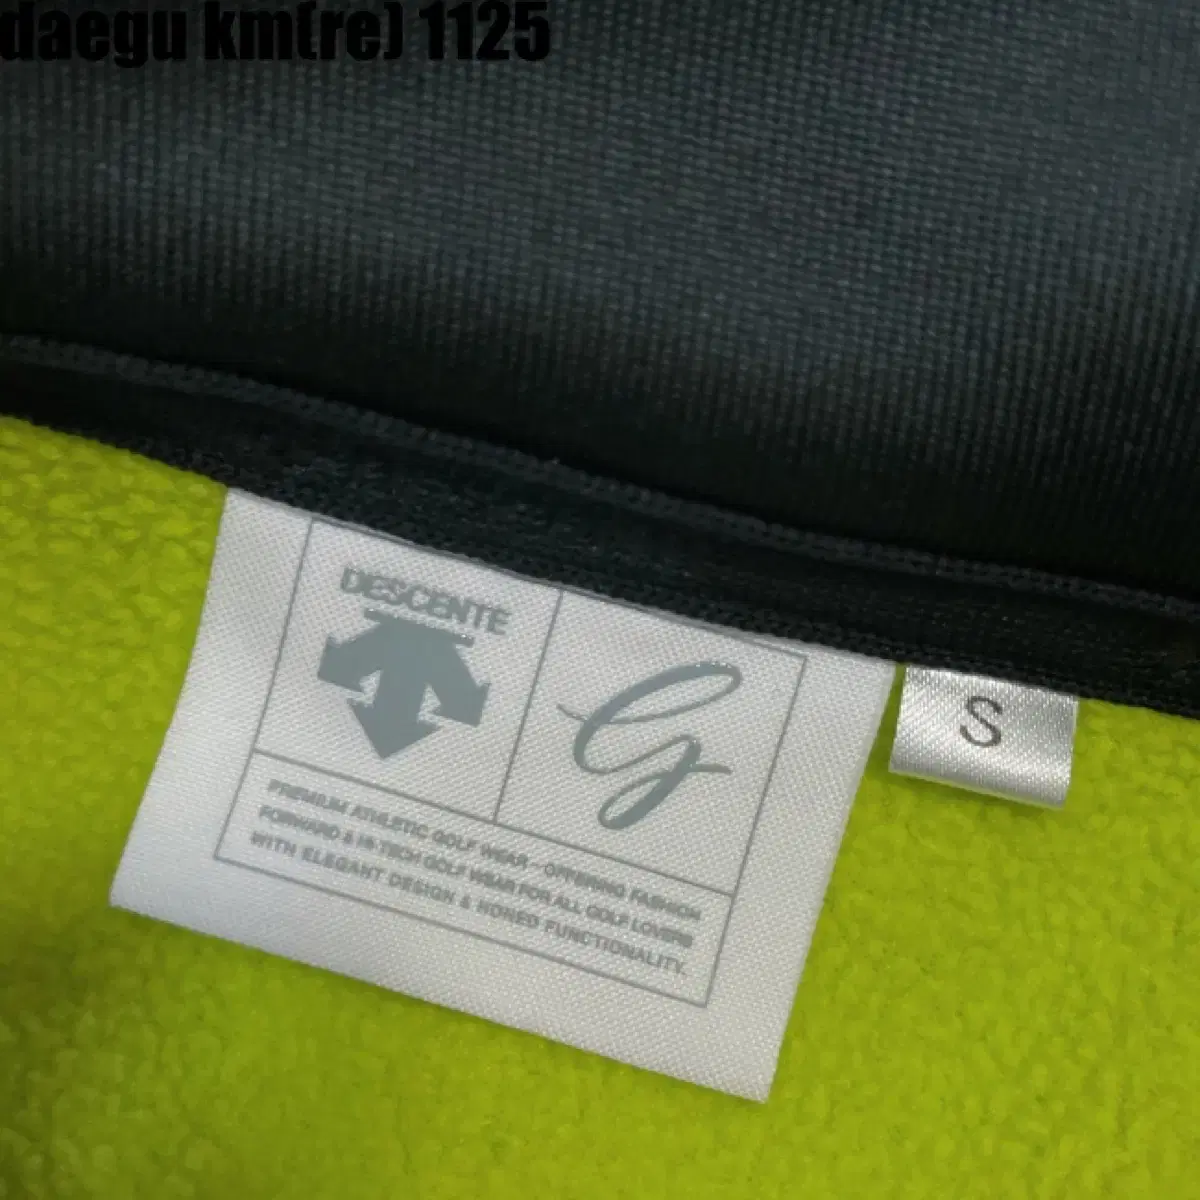 daegu km(re) 1125
DESCENTE
G
S
PREMIUM ATHLETIC GOLF WEAR - OFFERING FASHION
FORWARD & HI-TECH GOLF WEAR FOR ALL GOLF LOVERS
WITH ELEGANT DESIGN & HONED FUNCTIONALITY.